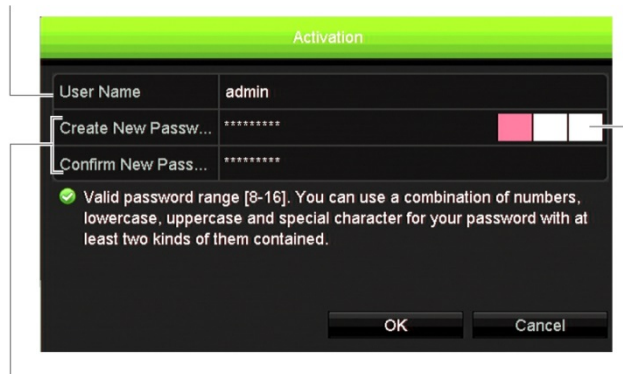 Activation
User Name admin
Create New Passw... *********
Confirm New Pass... *********
Valid password range [8-16]. You can use a combination of numbers,
lowercase, uppercase and special character for your password with at
least two kinds of them contained.
OK Cancel